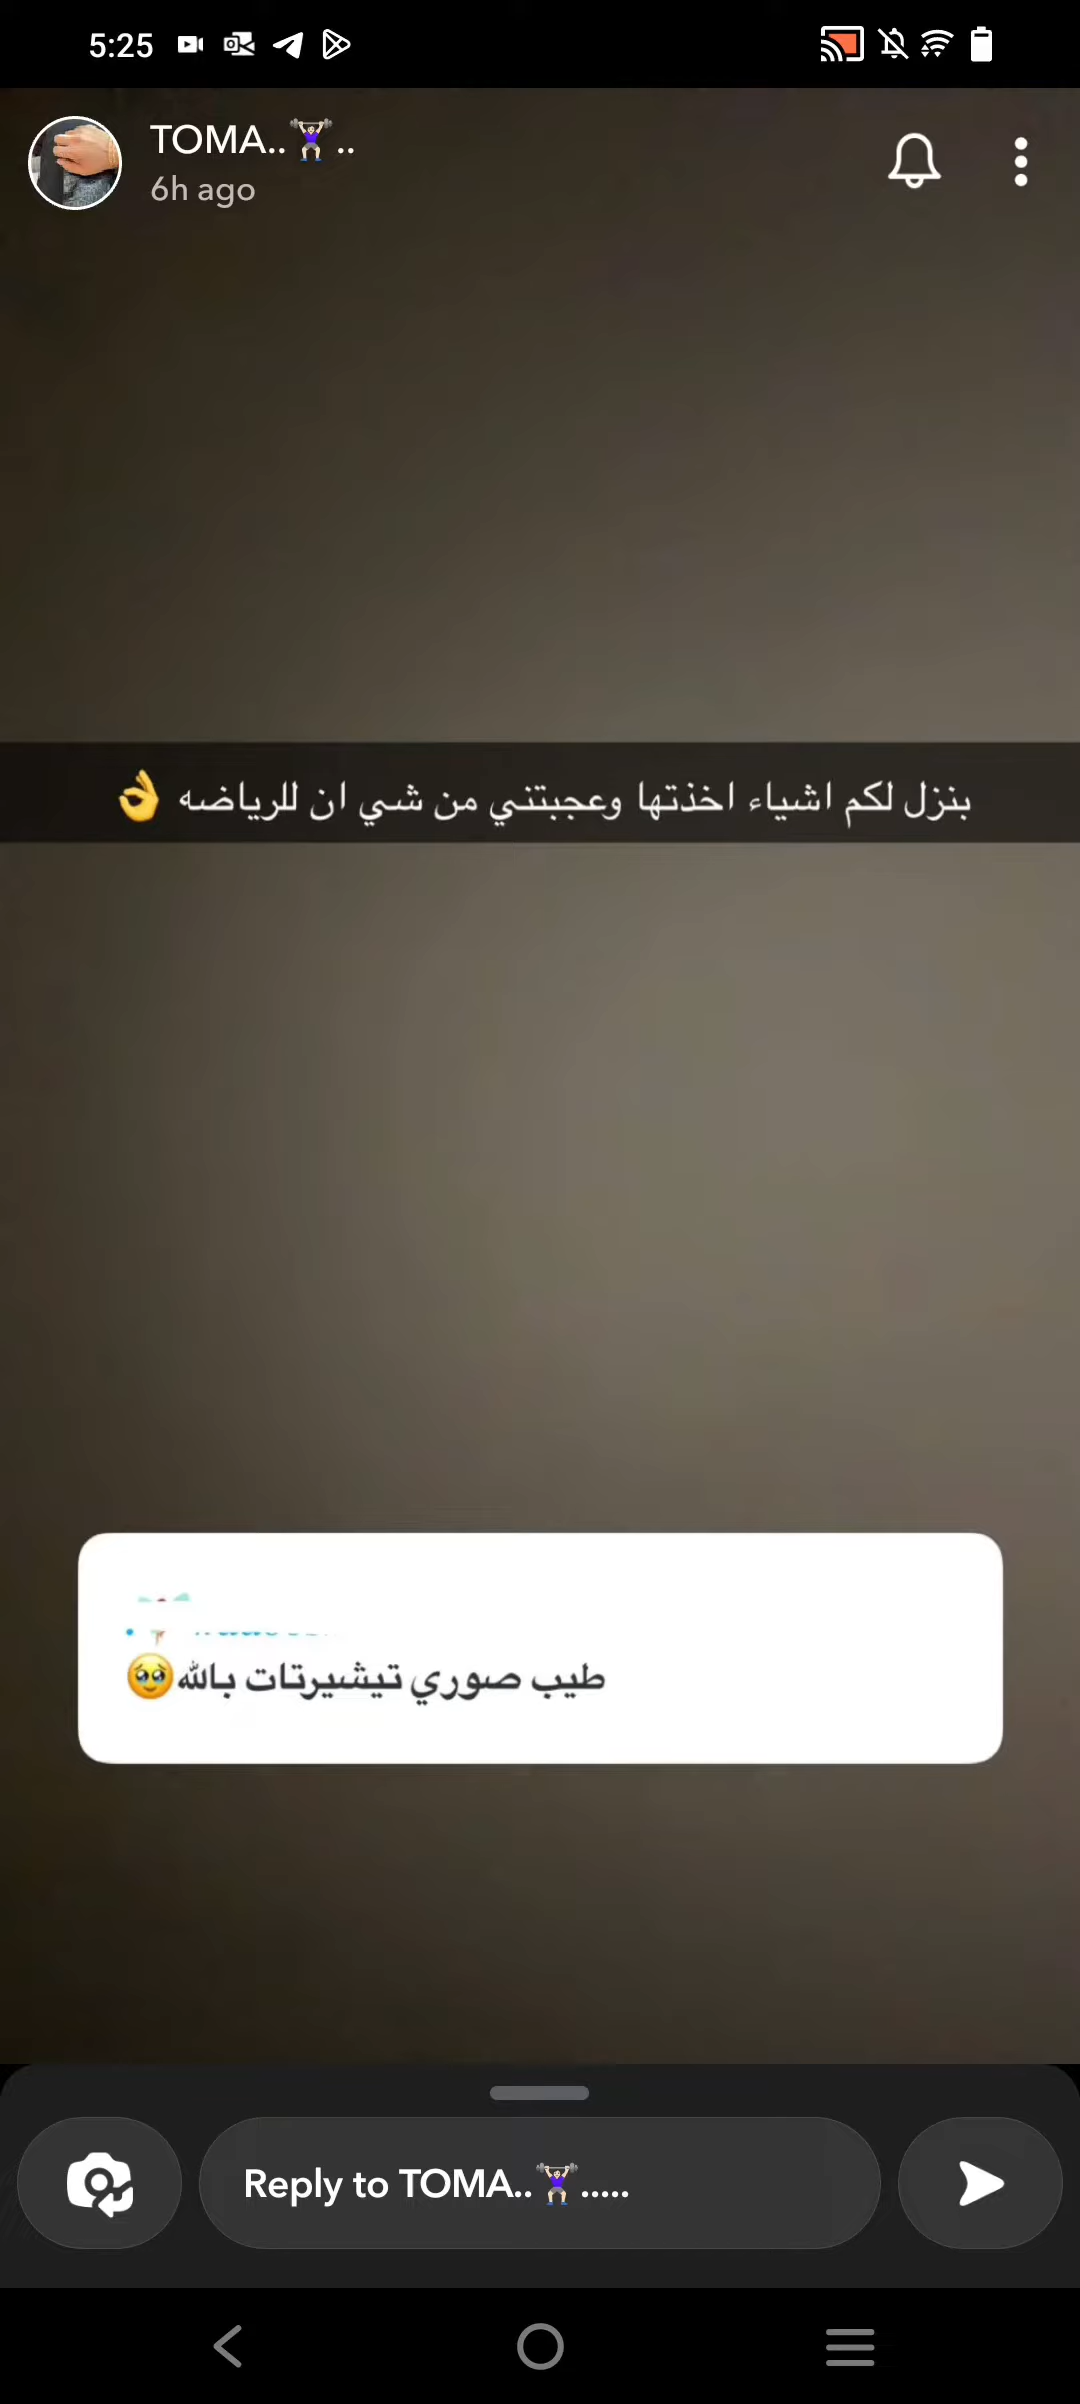 5:25
TOMA..🏋🏻‍♀️..
6h ago
بنزل لكم اشياء اخذتها وعجبتني من شي ان للرياضه 👌
طيب صوري تيشيرتات بالله🥹
Reply to TOMA..🏋🏻‍♀️.....